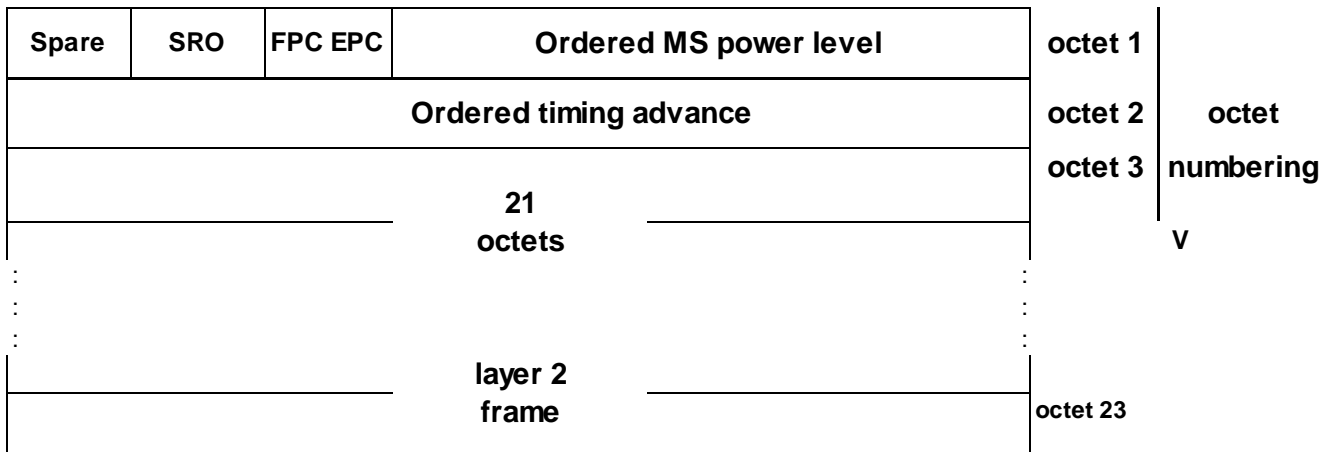 Spare SRO FPC EPC Ordered MS power level octet 1
Ordered timing advance octet 2 octet
octet 3 numbering
21
octets V
:
:
:
:
:
:
layer 2
frame octet 23